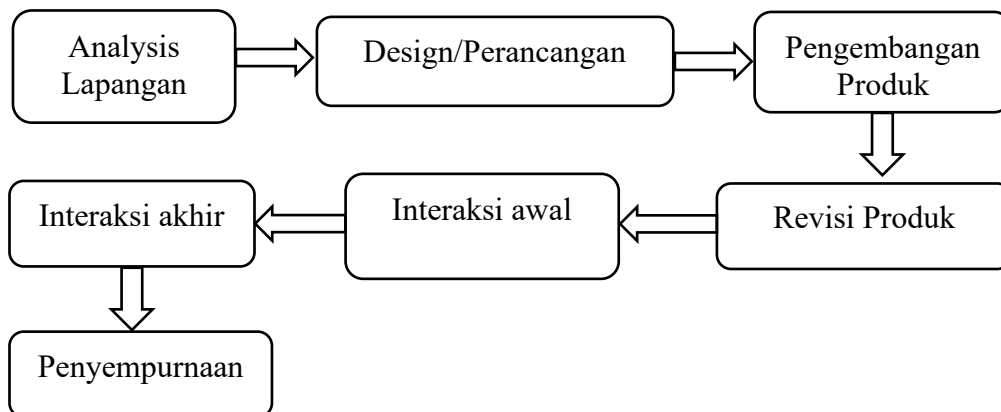 Analysis
Lapangan
Design/Perancangan
Pengembangan
Produk
Revisi Produk
Interaksi awal
Interaksi akhir
Penyempurnaan